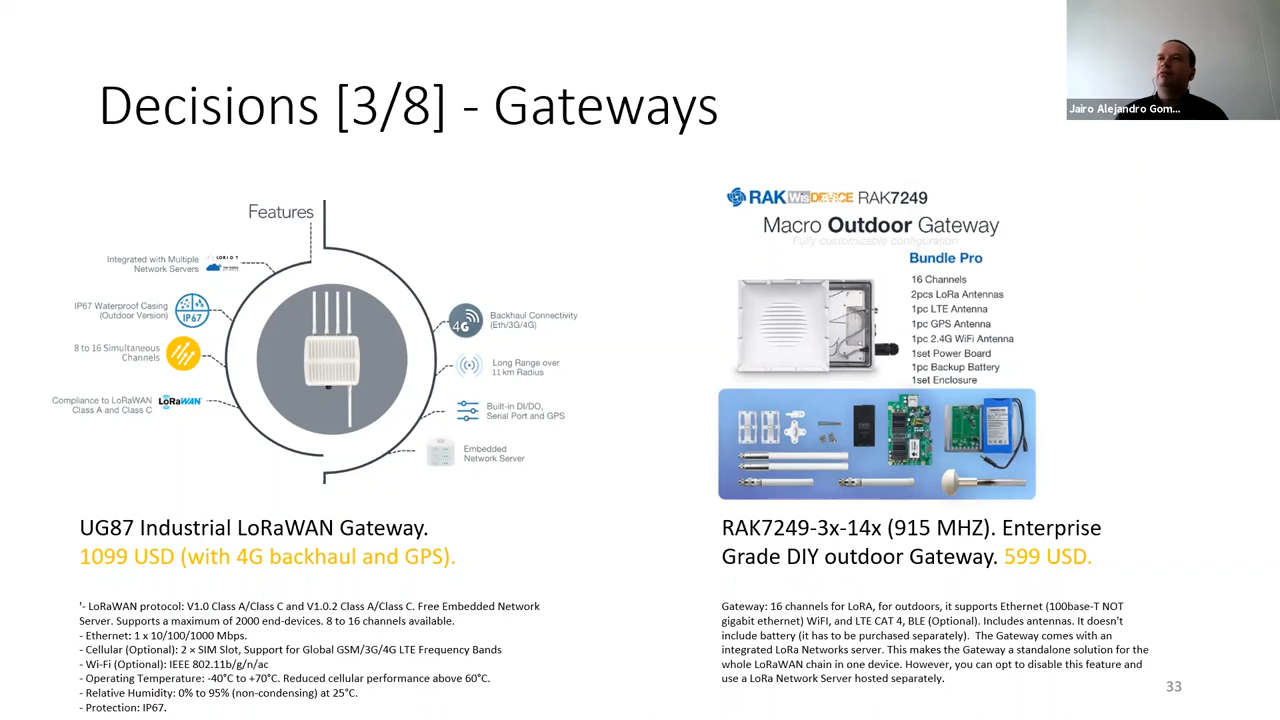 Decisions [3/8] - Gateways
Jairo Alejandro Gom...
Features
Integrated with Multiple
Network Servers
LORIOT
IP67 Waterproof Casing
(Outdoor Version)
IP67
8 to 16 Simultaneous
Channels
Compliance to LoRaWAN
Class A and Class C
LoRaWAN
4G
Backhaul Connectivity
(Eth/3G/4G)
Long Range over
11km Radius
Built-in DI/DO,
Serial Port and GPS
Embedded
Network Server
UG87 Industrial LoRaWAN Gateway.
1099 USD (with 4G backhaul and GPS).
'- LoRaWAN protocol: V1.0 Class A/Class C and V1.0.2 Class A/Class C. Free Embedded Network
Server. Supports a maximum of 2000 end-devices. 8 to 16 channels available.
- Ethernet: 1 x 10/100/1000 Mbps.
- Cellular (Optional): 2 × SIM Slot, Support for Global GSM/3G/4G LTE Frequency Bands
- Wi-Fi (Optional): IEEE 802.11b/g/n/ac
- Operating Temperature: -40°C to +70°C. Reduced cellular performance above 60°C.
- Relative Humidity: 0% to 95% (non-condensing) at 25°C.
- Protection: IP67.
RAK WisDEVICE RAK7249
Macro Outdoor Gateway
Fully customizable configuration
Bundle Pro
16 Channels
2pcs LoRa Antennas
1pc LTE Antenna
1pc GPS Antenna
1pc 2.4G WiFi Antenna
1set Power Board
1pc Backup Battery
1set Enclosure
RAK7249-3x-14x (915 MHZ). Enterprise
Grade DIY outdoor Gateway. 599 USD.
Gateway: 16 channels for LoRA, for outdoors, it supports Ethernet (100base-T NOT
gigabit ethernet) WiFI, and LTE CAT 4, BLE (Optional). Includes antennas. It doesn't
include battery (it has to be purchased separately).  The Gateway comes with an
integrated LoRa Networks server. This makes the Gateway a standalone solution for the
whole LoRaWAN chain in one device. However, you can opt to disable this feature and
use a LoRa Network Server hosted separately.
33